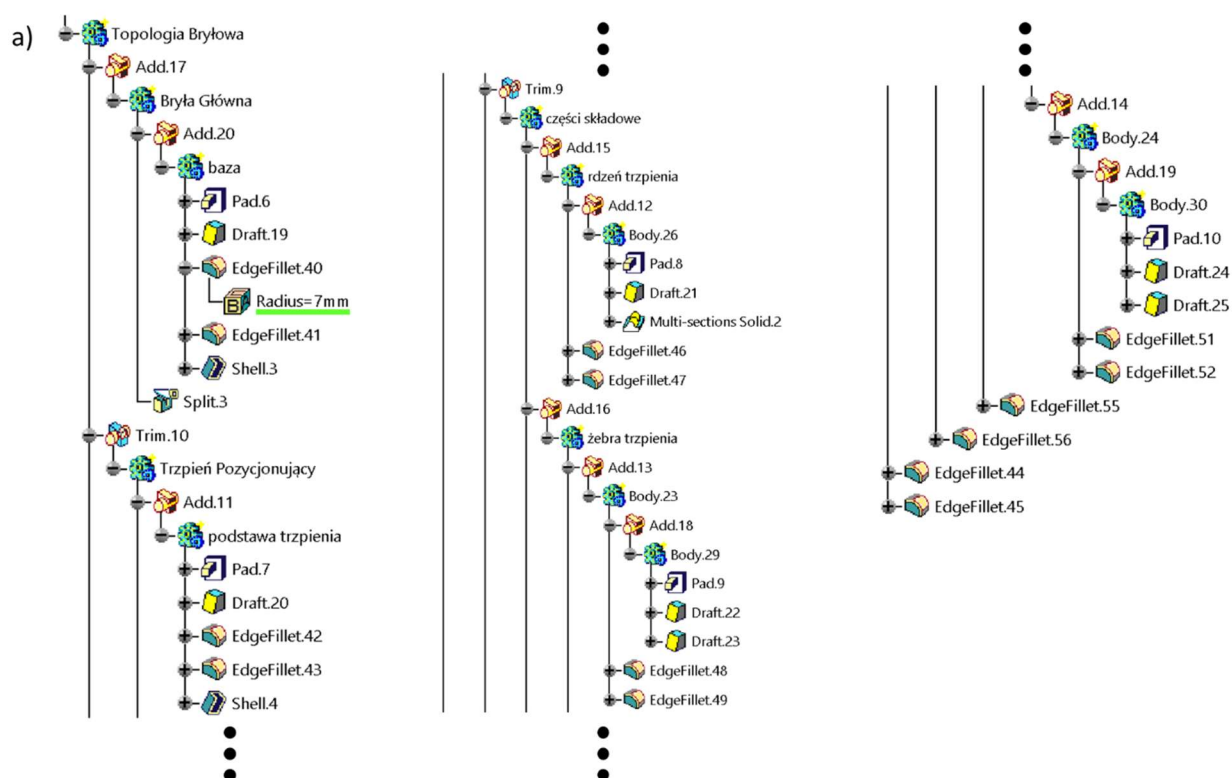 a)
Topologia Bryłowa
Add.17
Bryła Główna
Add.20
baza
Pad.6
Draft.19
EdgeFillet.40
Radius=7mm
EdgeFillet.41
Shell.3
Split.3
Trim.10
Trzpień Pozycjonujący
Add.11
podstawa trzpienia
Pad.7
Draft.20
EdgeFillet.42
EdgeFillet.43
Shell.4
Trim.9
części składowe
Add.15
rdzeń trzpienia
Add.12
Body.26
Pad.8
Draft.21
Multi-sections Solid.2
EdgeFillet.46
EdgeFillet.47
Add.16
żebra trzpienia
Add.13
Body.23
Add.18
Body.29
Pad.9
Draft.22
Draft.23
EdgeFillet.48
EdgeFillet.49
Add.14
Body.24
Add.19
Body.30
Pad.10
Draft.24
Draft.25
EdgeFillet.51
EdgeFillet.52
EdgeFillet.55
EdgeFillet.56
EdgeFillet.44
EdgeFillet.45